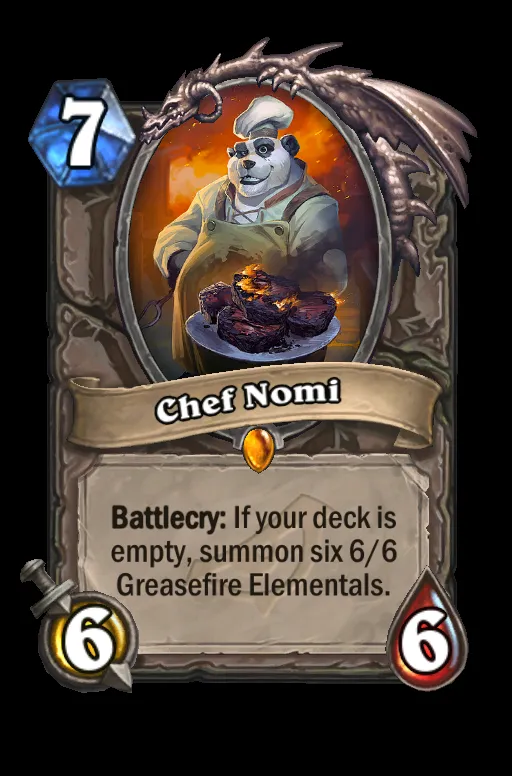 7
Chef Nomi
Battlecry: If your deck is
empty, summon six 6/6
Greasefire Elementals.
6
6